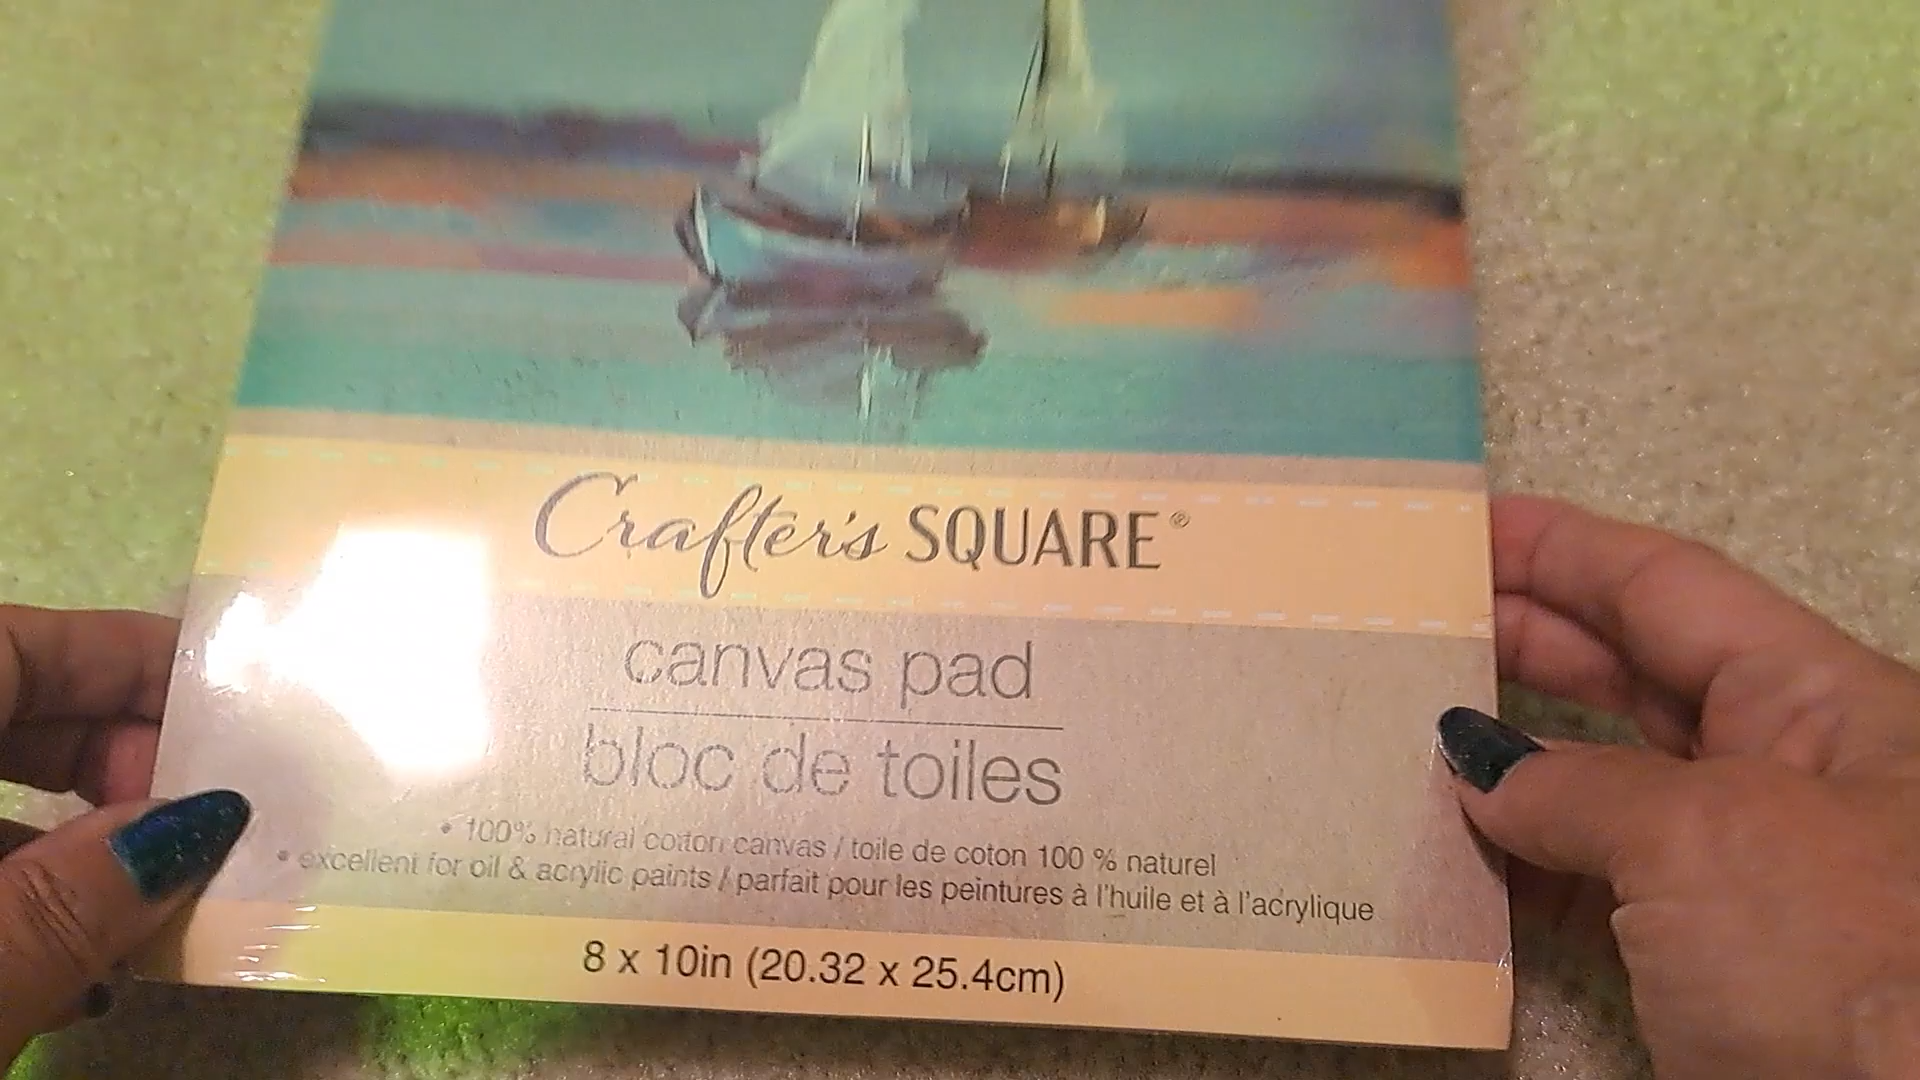 Crafter's SQUARE®
canvas pad
bloc de toiles
• 100% natural cotton canvas / toile de coton 100 % naturel
• excellent for oil & acrylic paints / parfait pour les peintures à l'huile et à l'acrylique
8 x 10in (20.32 x 25.4cm)